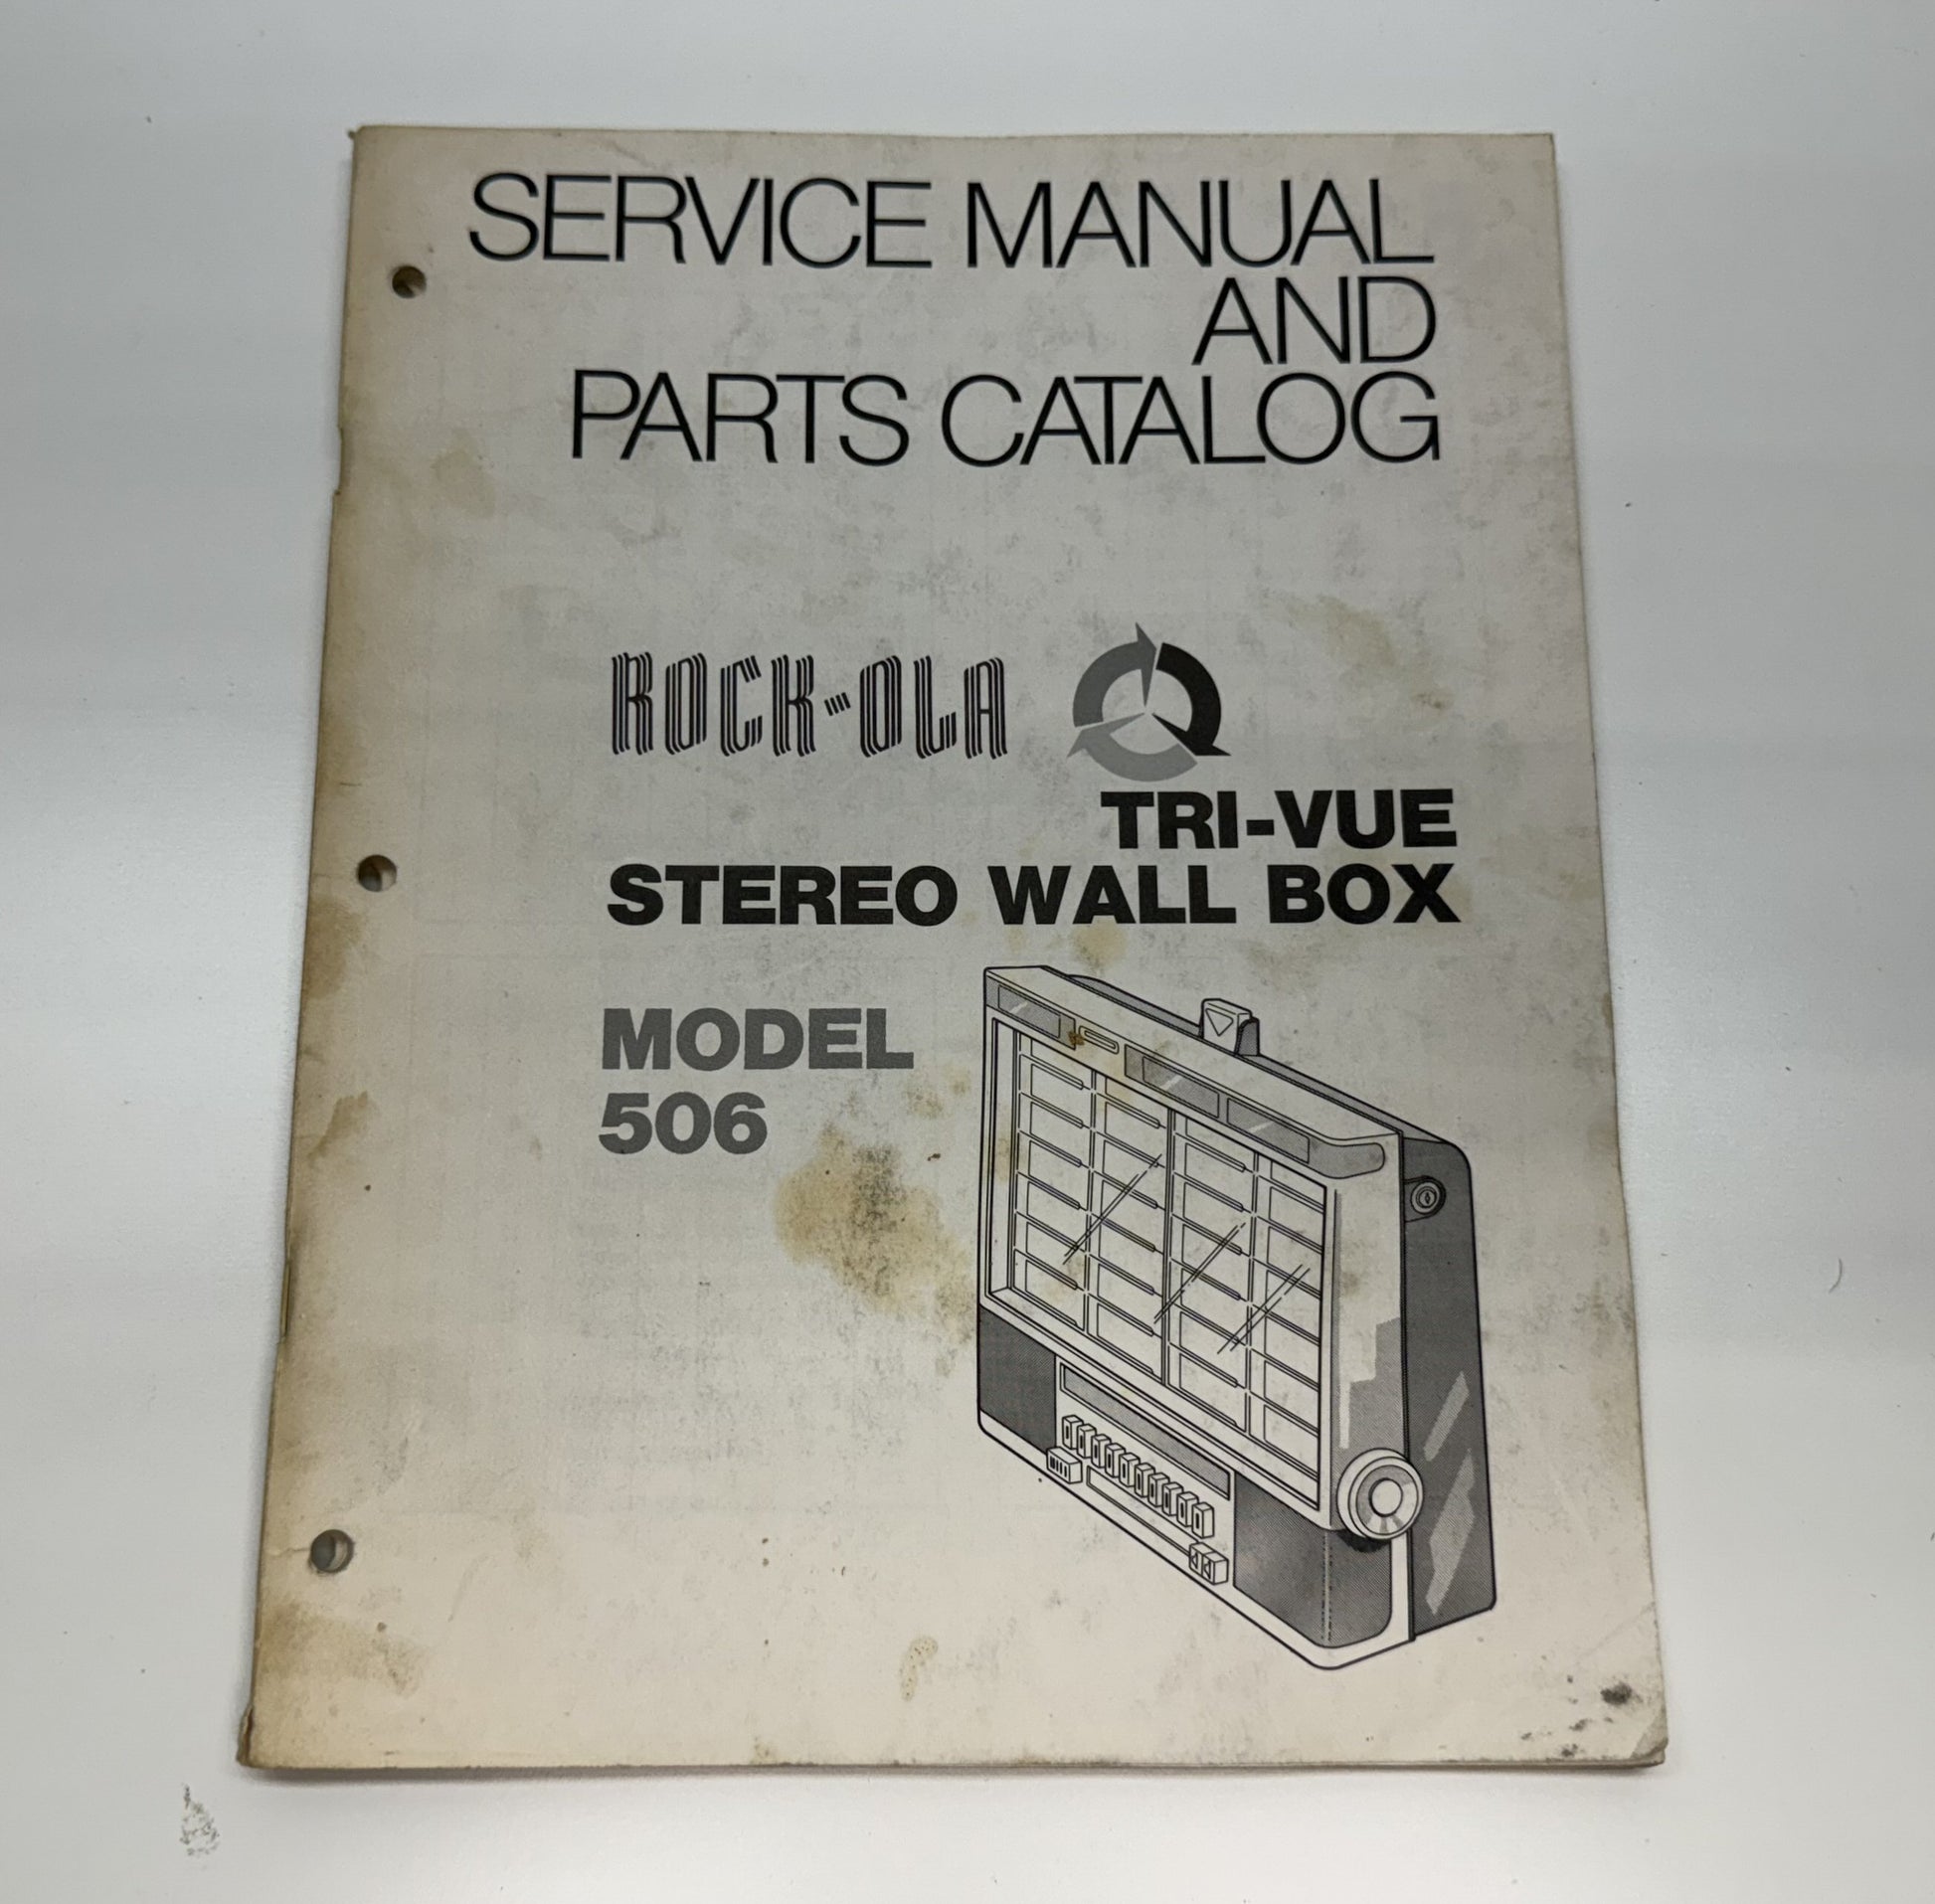 SERVICE MANUAL
AND
PARTS CATALOG
ROCK-OLA
TRI-VUE
STEREO WALL BOX
MODEL
506